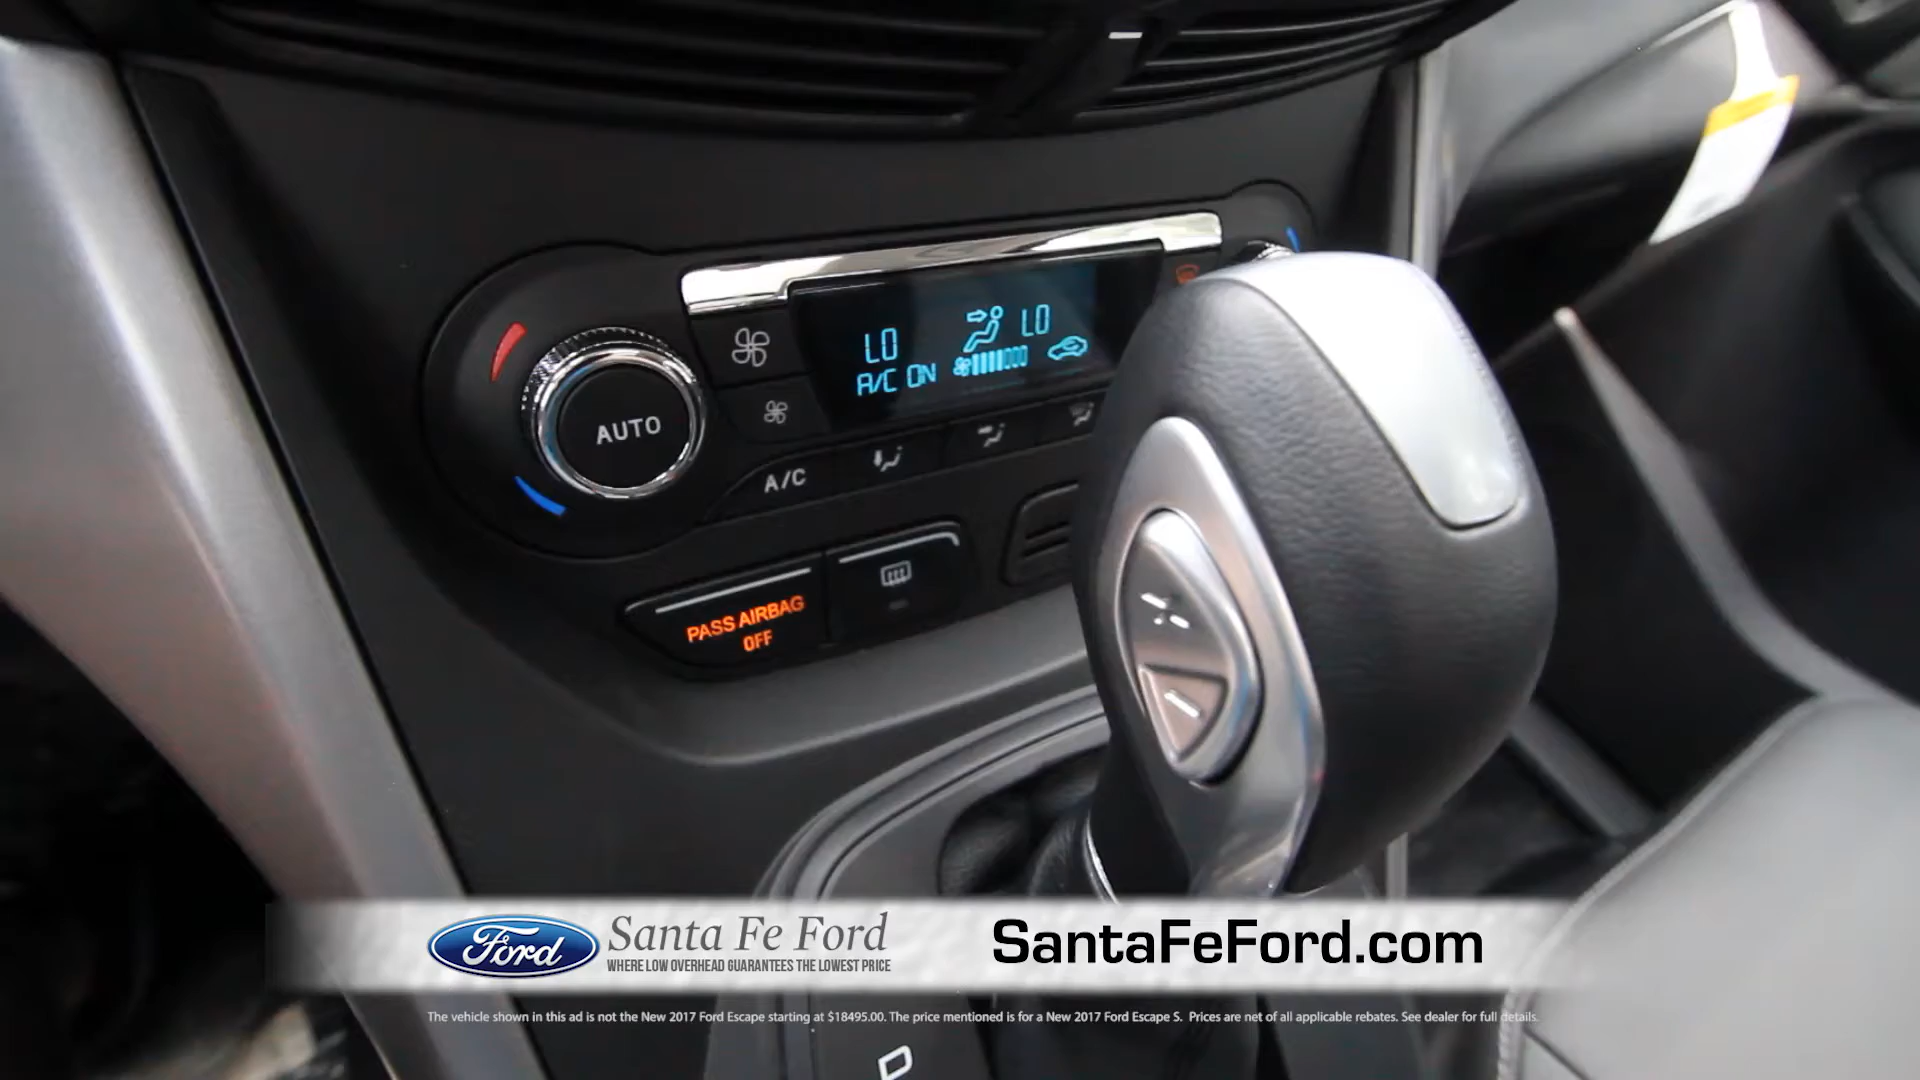 LO LO
A/C ON
AUTO
A/C
PASS AIRBAG
OFF
Ford
Santa Fe Ford
WHERE LOW OVERHEAD GUARANTEES THE LOWEST PRICE
SantaFeFord.com
The vehicle shown in this ad is not the New 2017 Ford Escape starting at $18495.00. The price mentioned is for a New 2017 Ford Escape S. Prices are net of all applicable rebates. See dealer for full details.
P